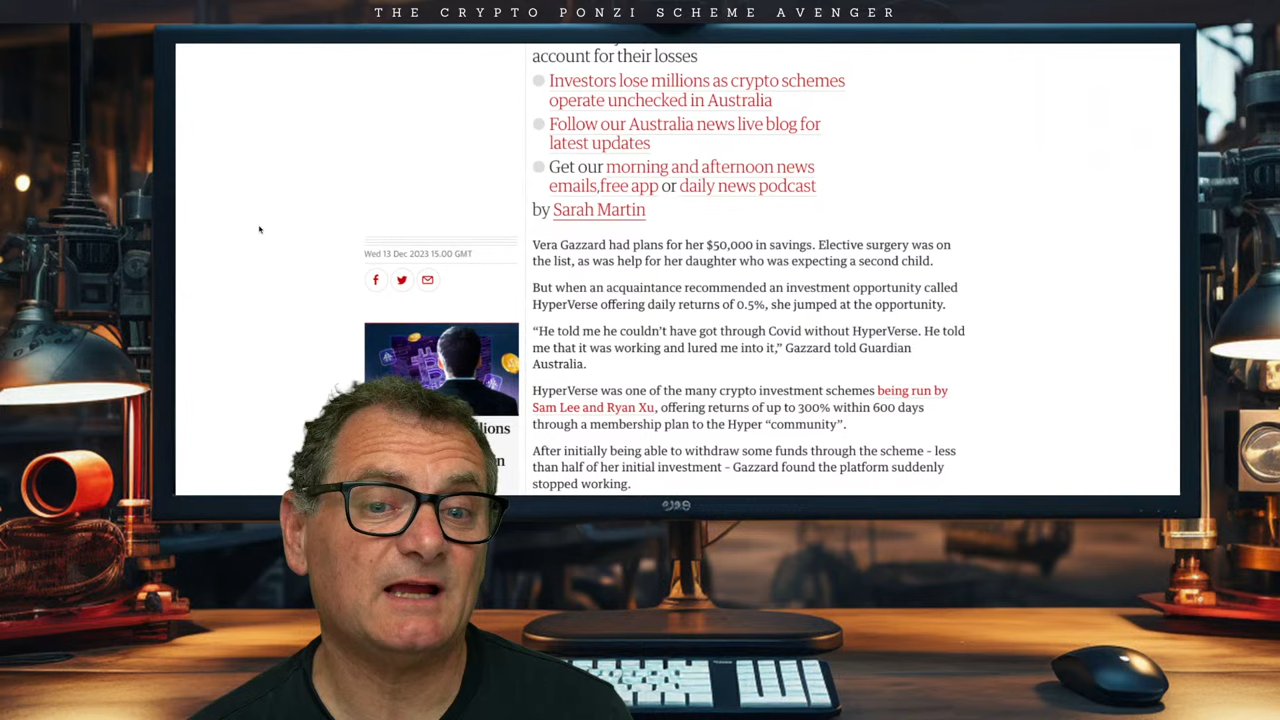 THE CRYPTO PONZI SCHEME AVENGER
account for their losses
Investors lose millions as crypto schemes
operate unchecked in Australia
Follow our Australia news live blog for
latest updates
Get our morning and afternoon news
emails,free app or daily news podcast
by Sarah Martin
Wed 13 Dec 2023 15.00 GMT
Vera Gazzard had plans for her $50,000 in savings. Elective surgery was on
the list, as was help for her daughter who was expecting a second child.
But when an acquaintance recommended an investment opportunity called
HyperVerse offering daily returns of 0.5%, she jumped at the opportunity.
“He told me he couldn’t have got through Covid without HyperVerse. He told
me that it was working and lured me into it,” Gazzard told Guardian
Australia.
HyperVerse was one of the many crypto investment schemes being run by
Sam Lee and Ryan Xu, offering returns of up to 300% within 600 days
through a membership plan to the Hyper “community”.
After initially being able to withdraw some funds through the scheme – less
than half of her initial investment – Gazzard found the platform suddenly
stopped working.